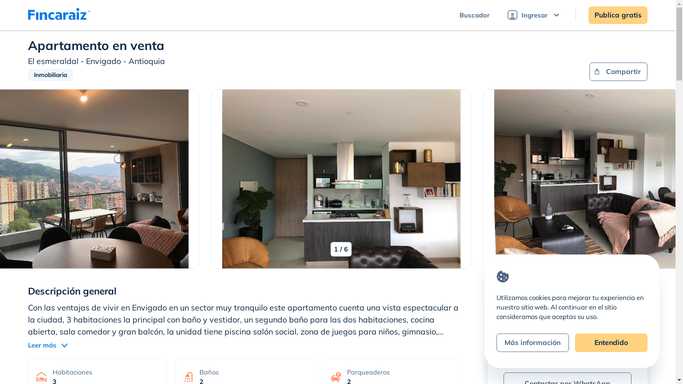 Fincaraiz
Buscador
Ingresar
Publica gratis
Apartamento en venta
El esmeraldal - Envigado - Antioquia
Inmobiliaria
Compartir
1 / 6
Descripción general
Con las ventajas de vivir en Envigado en un sector muy tranquilo este apartamento cuenta una vista espectacular a
la ciudad, 3 habitaciones la principal con baño y vestidor, un segundo baño para las dos habitaciones, cocina
abierta, sala comedor y gran balcón, la unidad tiene piscina salón social, zona de juegos para niños, gimnasio,...
Leer más
Habitaciones
3
Baños
2
Parqueaderos
2
Utilizamos cookies para mejorar tu experiencia en
nuestro sitio web. Al continuar en el sitio
consideramos que aceptas su uso.
Más información
Entendido
Contactar por WhatsApp